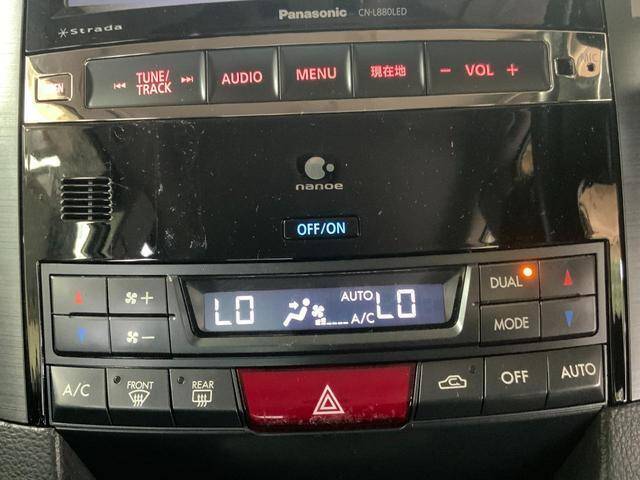 Panasonic CN-L880LED
Strada
TUNE/TRACK AUDIO MENU 現在地 − VOL +
MIC
nanoe
OFF/ON
+ DUAL
LO AUTO A/C LO
− MODE
A/C FRONT REAR OFF AUTO